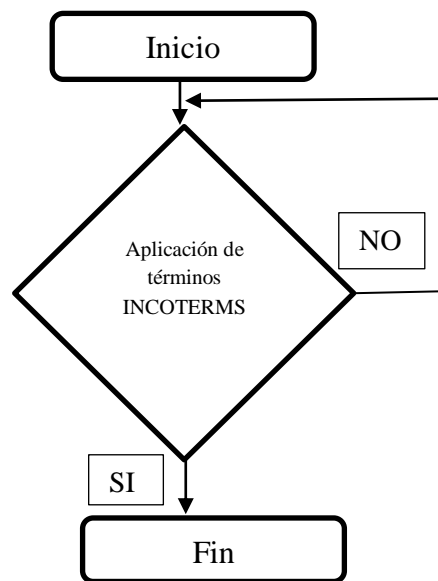 Inicio
Aplicación de
términos
INCOTERMS
NO
SI
Fin